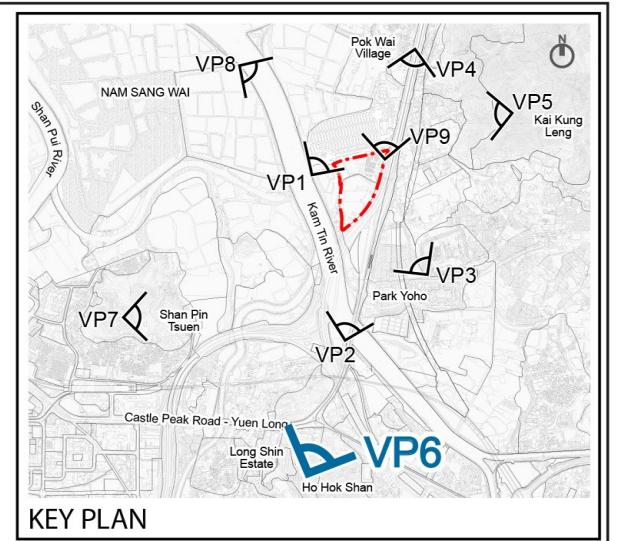 Pok Wai
Village
N
VP8
VP4
NAM SANG WAI
VP5
Kai Kung
Leng
Shan Pui River
VP9
VP1
Kam Tin River
VP3
Park Yoho
VP7
Shan Pin
Tsuen
VP2
Castle Peak Road - Yuen Long
Long Shin
Estate
VP6
Ho Hok Shan
KEY PLAN